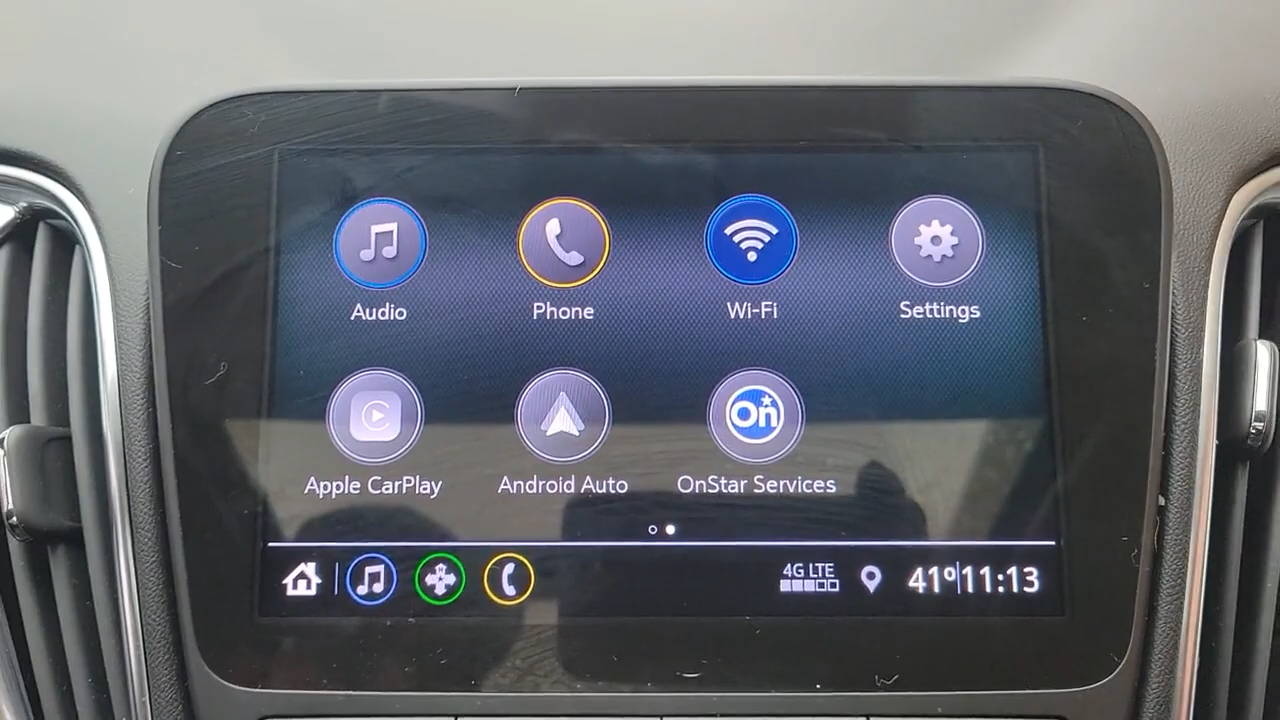 Audio Phone Wi-Fi Settings
On
Apple CarPlay Android Auto OnStar Services
4G LTE
41° 11:13